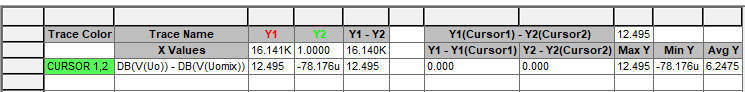 Trace Color Trace Name Y1 Y2 Y1 - Y2 Y1(Cursor1) - Y2(Cursor2) 12.495
X Values 16.141K 1.0000 16.140K Y1 - Y1(Cursor1) Y2 - Y2(Cursor2) Max Y Min Y Avg Y
CURSOR 1,2 DB(V(Uo)) - DB(V(Uomix)) 12.495 -78.176u 12.495 0.000 0.000 12.495 -78.176u 6.2475